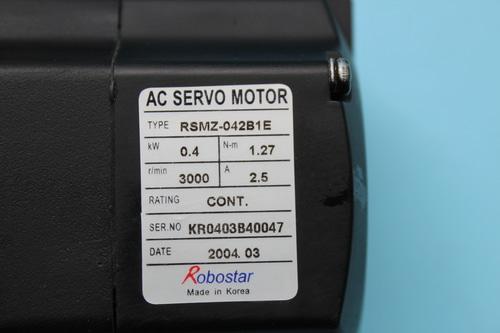 AC SERVO MOTOR
TYPE RSMZ-042B1E
kW 0.4 N-m 1.27
r/min 3000 A 2.5
RATING CONT.
SER.NO KR0403B40047
DATE 2004.03
Robostar
Made in Korea